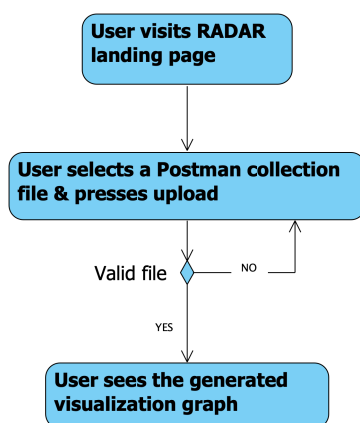 User visits RADAR
landing page
User selects a Postman collection
file & presses upload
Valid file
NO
YES
User sees the generated
visualization graph